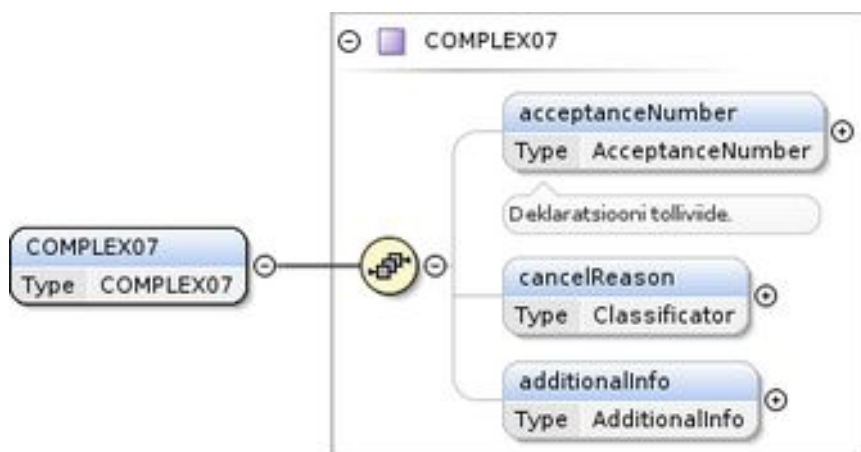 COMPLEX07
acceptanceNumber
Type AcceptanceNumber
Deklaratsiooni tolliviide.
COMPLEX07
Type COMPLEX07
cancelReason
Type Classificator
additionalInfo
Type AdditionalInfo